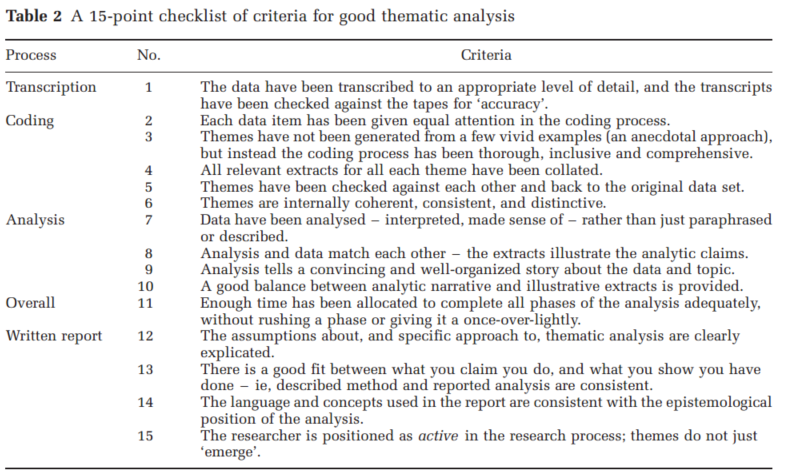 Table 2 A 15-point checklist of criteria for good thematic analysis
Process No. Criteria
Transcription 1 The data have been transcribed to an appropriate level of detail, and the transcripts
have been checked against the tapes for ‘accuracy’.
Coding 2 Each data item has been given equal attention in the coding process.
3 Themes have not been generated from a few vivid examples (an anecdotal approach),
but instead the coding process has been thorough, inclusive and comprehensive.
4 All relevant extracts for all each theme have been collated.
5 Themes have been checked against each other and back to the original data set.
6 Themes are internally coherent, consistent, and distinctive.
Analysis 7 Data have been analysed – interpreted, made sense of – rather than just paraphrased
or described.
8 Analysis and data match each other – the extracts illustrate the analytic claims.
9 Analysis tells a convincing and well-organized story about the data and topic.
10 A good balance between analytic narrative and illustrative extracts is provided.
Overall 11 Enough time has been allocated to complete all phases of the analysis adequately,
without rushing a phase or giving it a once-over-lightly.
Written report 12 The assumptions about, and specific approach to, thematic analysis are clearly
explicated.
13 There is a good fit between what you claim you do, and what you show you have
done – ie, described method and reported analysis are consistent.
14 The language and concepts used in the report are consistent with the epistemological
position of the analysis.
15 The researcher is positioned as active in the research process; themes do not just
‘emerge’.